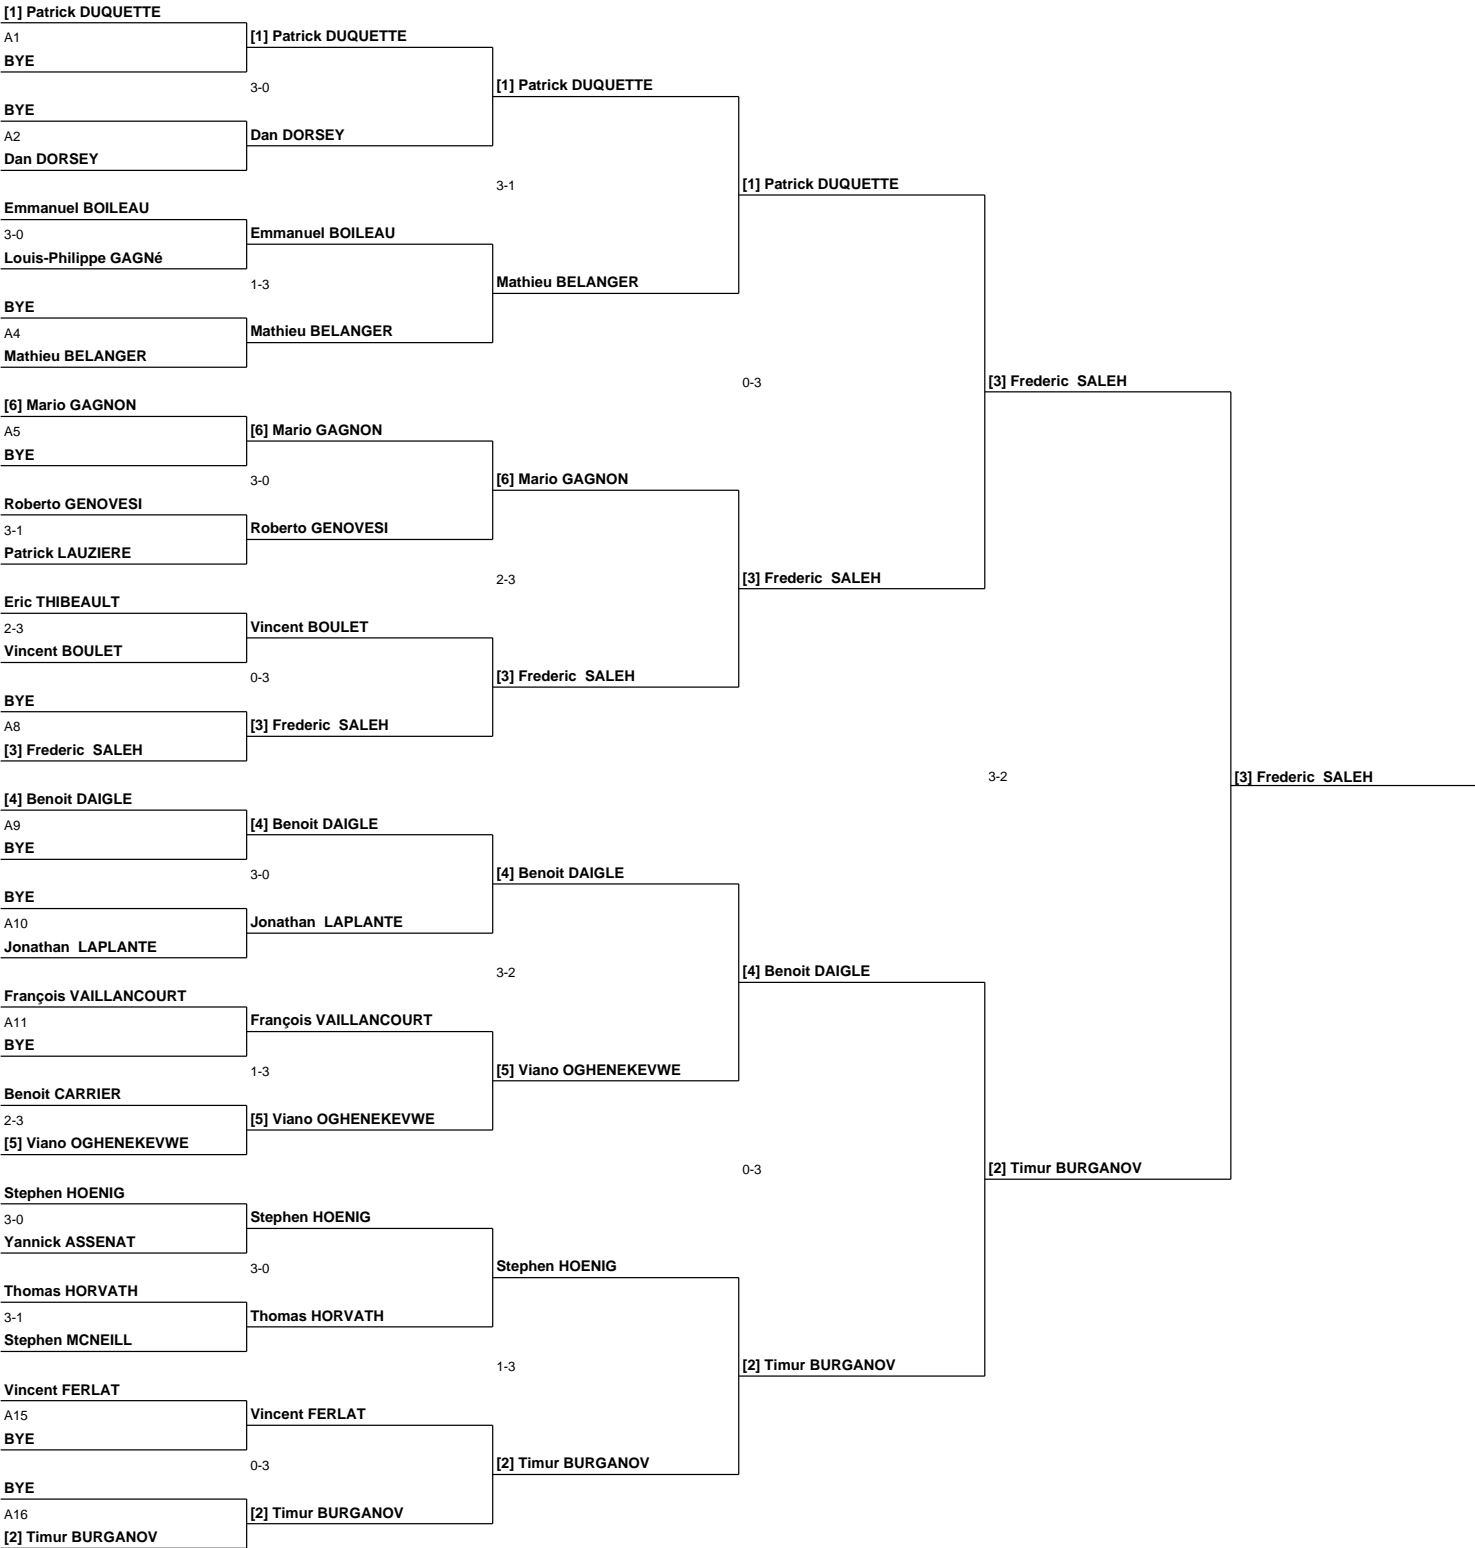 [1] Patrick DUQUETTE
A1
BYE
BYE
A2
Dan DORSEY
Emmanuel BOILEAU
3-0
Louis-Philippe GAGNé
BYE
A4
Mathieu BELANGER
[6] Mario GAGNON
A5
BYE
Roberto GENOVESI
3-1
Patrick LAUZIERE
Eric THIBEAULT
2-3
Vincent BOULET
BYE
A8
[3] Frederic  SALEH
[4] Benoit DAIGLE
A9
BYE
BYE
A10
Jonathan  LAPLANTE
François VAILLANCOURT
A11
BYE
Benoit CARRIER
2-3
[5] Viano OGHENEKEVWE
Stephen HOENIG
3-0
Yannick ASSENAT
Thomas HORVATH
3-1
Stephen MCNEILL
Vincent FERLAT
A15
BYE
BYE
A16
[2] Timur BURGANOV
[1] Patrick DUQUETTE
3-0
Dan DORSEY
Emmanuel BOILEAU
1-3
Mathieu BELANGER
[6] Mario GAGNON
3-0
Roberto GENOVESI
Vincent BOULET
0-3
[3] Frederic  SALEH
[4] Benoit DAIGLE
3-0
Jonathan  LAPLANTE
François VAILLANCOURT
1-3
[5] Viano OGHENEKEVWE
Stephen HOENIG
3-0
Thomas HORVATH
Vincent FERLAT
0-3
[2] Timur BURGANOV
[1] Patrick DUQUETTE
3-1
Mathieu BELANGER
[6] Mario GAGNON
2-3
[3] Frederic  SALEH
[4] Benoit DAIGLE
3-2
[5] Viano OGHENEKEVWE
Stephen HOENIG
1-3
[2] Timur BURGANOV
[1] Patrick DUQUETTE
0-3
[3] Frederic  SALEH
[4] Benoit DAIGLE
0-3
[2] Timur BURGANOV
[3] Frederic  SALEH
3-2
[2] Timur BURGANOV
[3] Frederic  SALEH